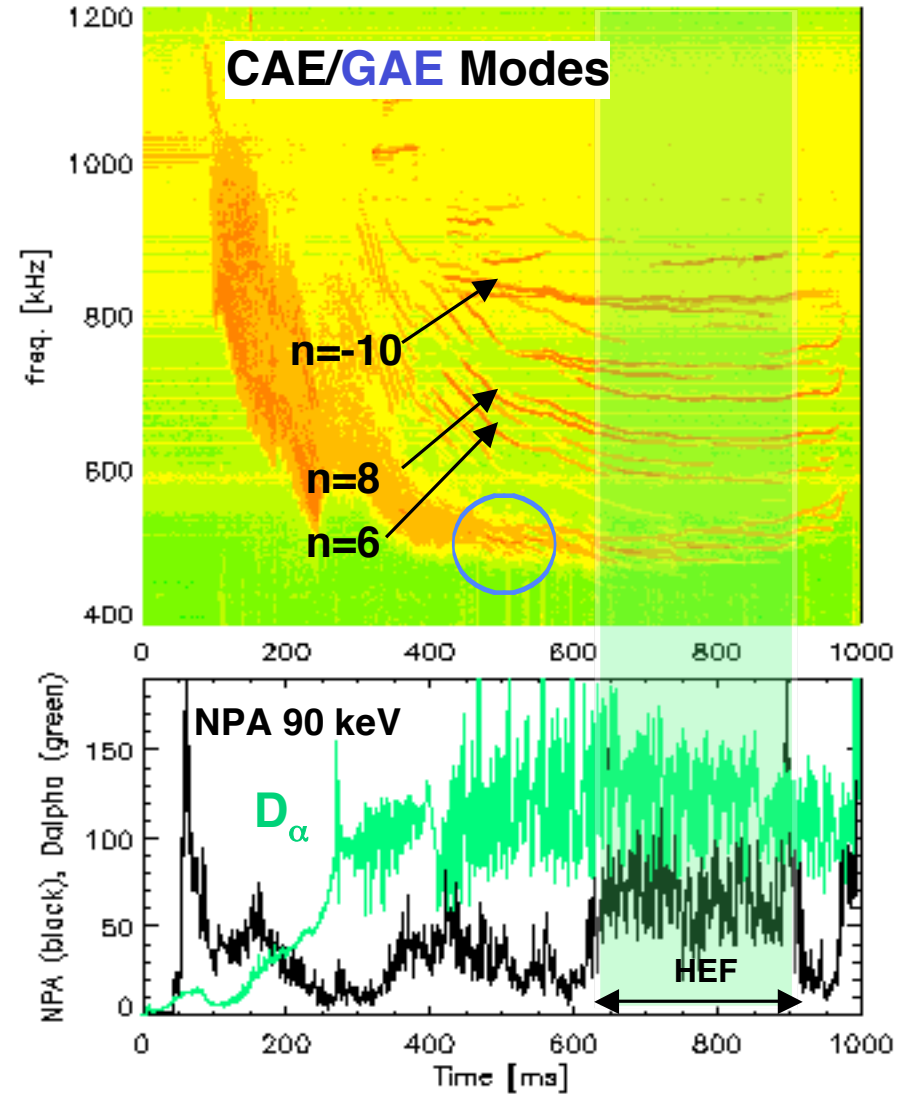 1200
CAE/GAE Modes
1000
800
600
400
freq. [kHz]
n=-10
n=8
n=6
0 200 400 600 800 1000
NPA (black), Dalpha (green)
150
100
50
0
NPA 90 keV
Dα
HEF
0 200 400 600 800 1000
Time [ms]